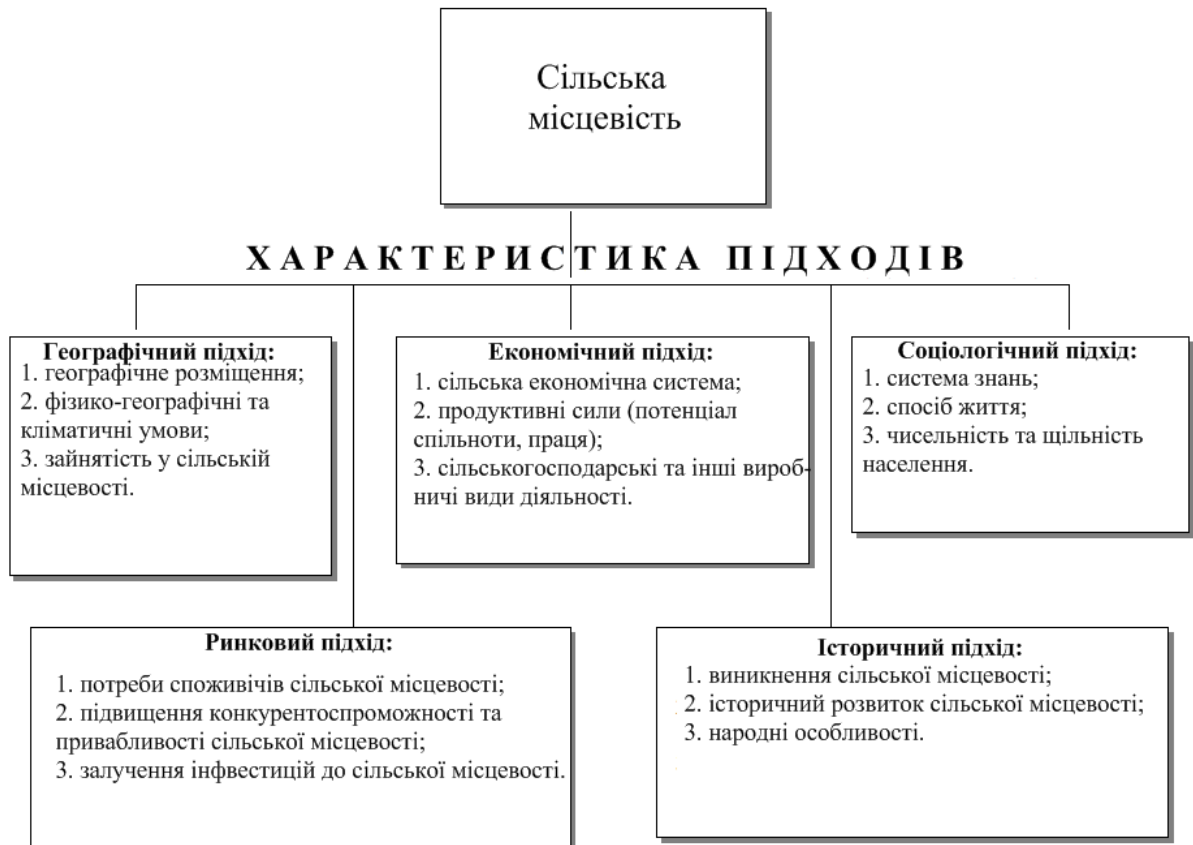 Сільська
місцевість
ХАРАКТЕРИСТИКА ПІДХОДІВ
Географічний підхід:
1. географічне розміщення;
2. фізико-географічні та
кліматичні умови;
3. зайнятість у сільській
місцевості.
Економічний підхід:
1. сільська економічна система;
2. продуктивні сили (потенціал
спільноти, праця);
3. сільськогосподарські та інші вироб-
ничі види діяльності.
Соціологічний підхід:
1. система знань;
2. спосіб життя;
3. чисельність та щільність
населення.
Ринковий підхід:
1. потреби споживічів сільської місцевості;
2. підвищення конкурентоспроможності та
привабливості сільської місцевості;
3. залучення інфвестицій до сільської місцевості.
Історичний підхід:
1. виникнення сільської місцевості;
2. історичний розвиток сільської місцевості;
3. народні особливості.